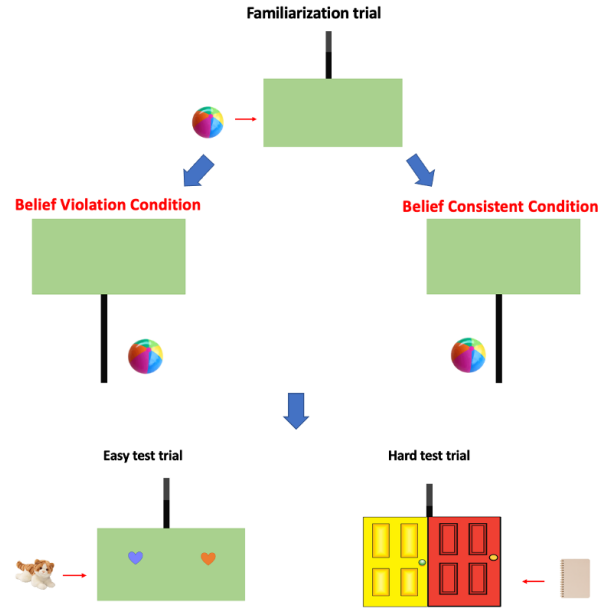 Familiarization trial
Belief Violation Condition
Belief Consistent Condition
Easy test trial
Hard test trial